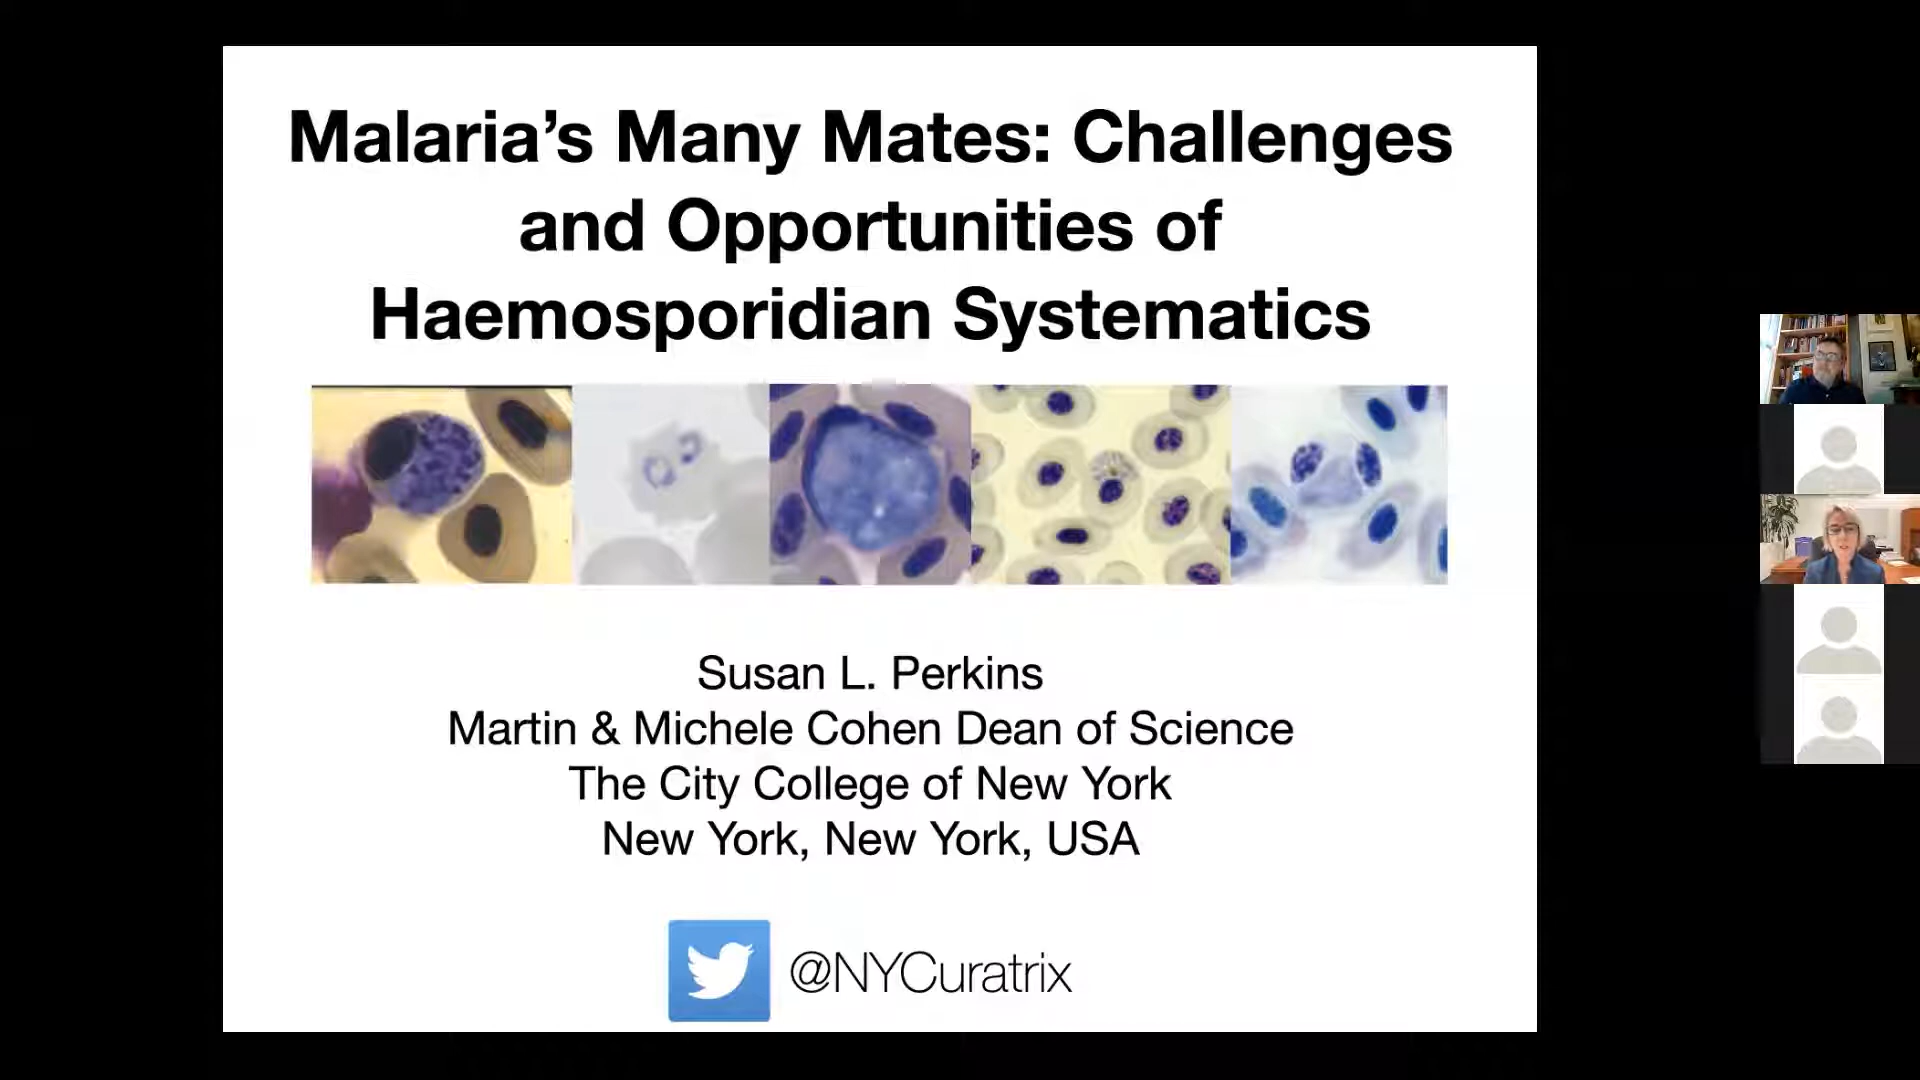 Malaria’s Many Mates: Challenges
and Opportunities of
Haemosporidian Systematics
Susan L. Perkins
Martin & Michele Cohen Dean of Science
The City College of New York
New York, New York, USA
@NYCuratrix